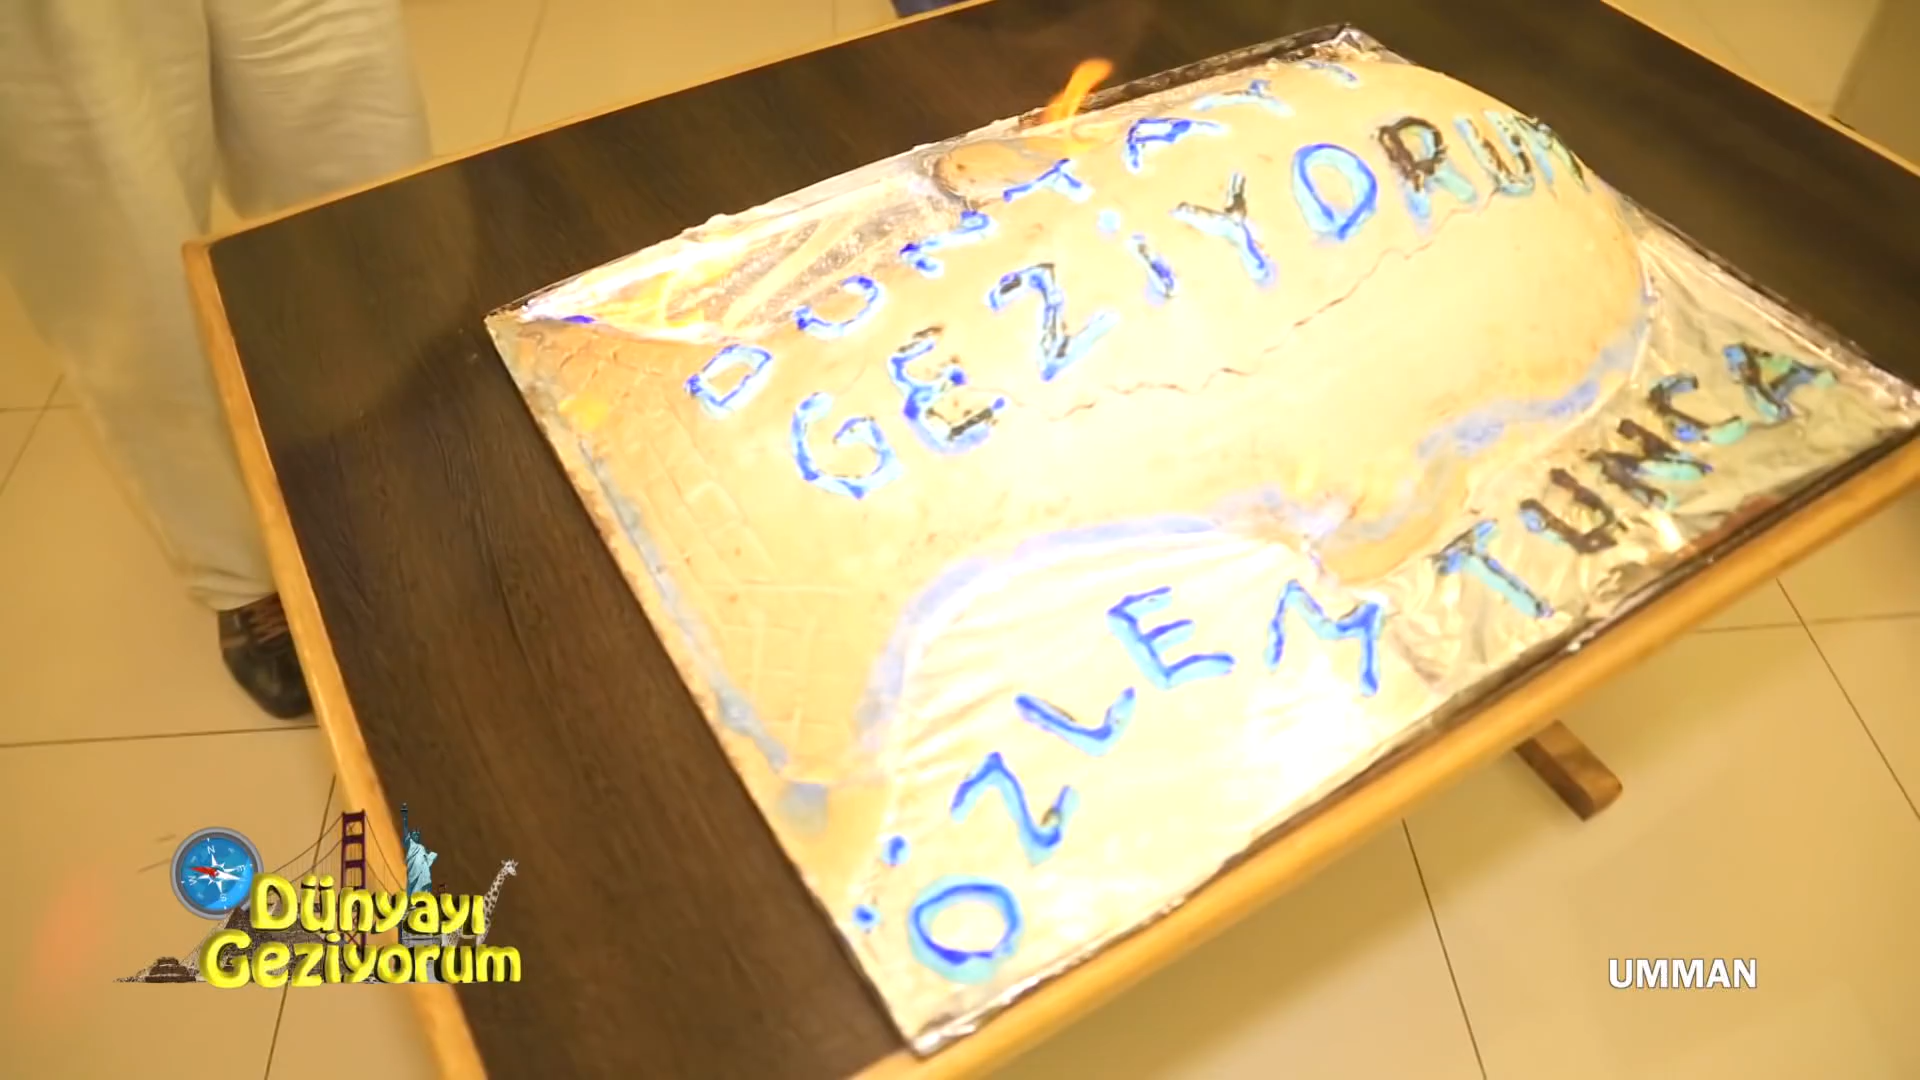 DÜNYAYI
GEZİYORUM
ÖZLEM TUNCA
Dünyayı
Geziyorum
UMMAN